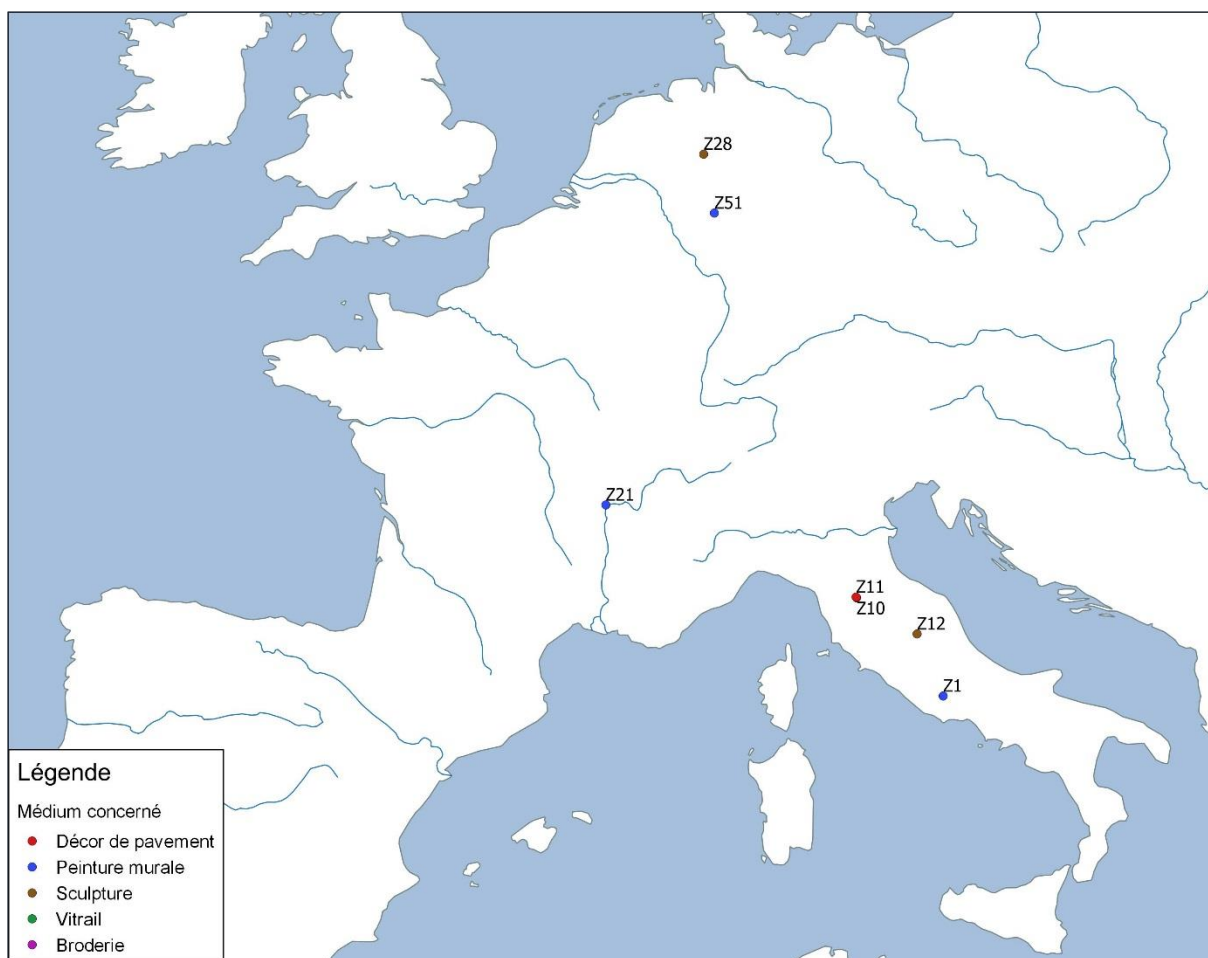 Z28
Z51
Z21
Z11
Z10
Z12
Z1
Légende
Médium concerné
Décor de pavement
Peinture murale
Sculpture
Vitrail
Broderie